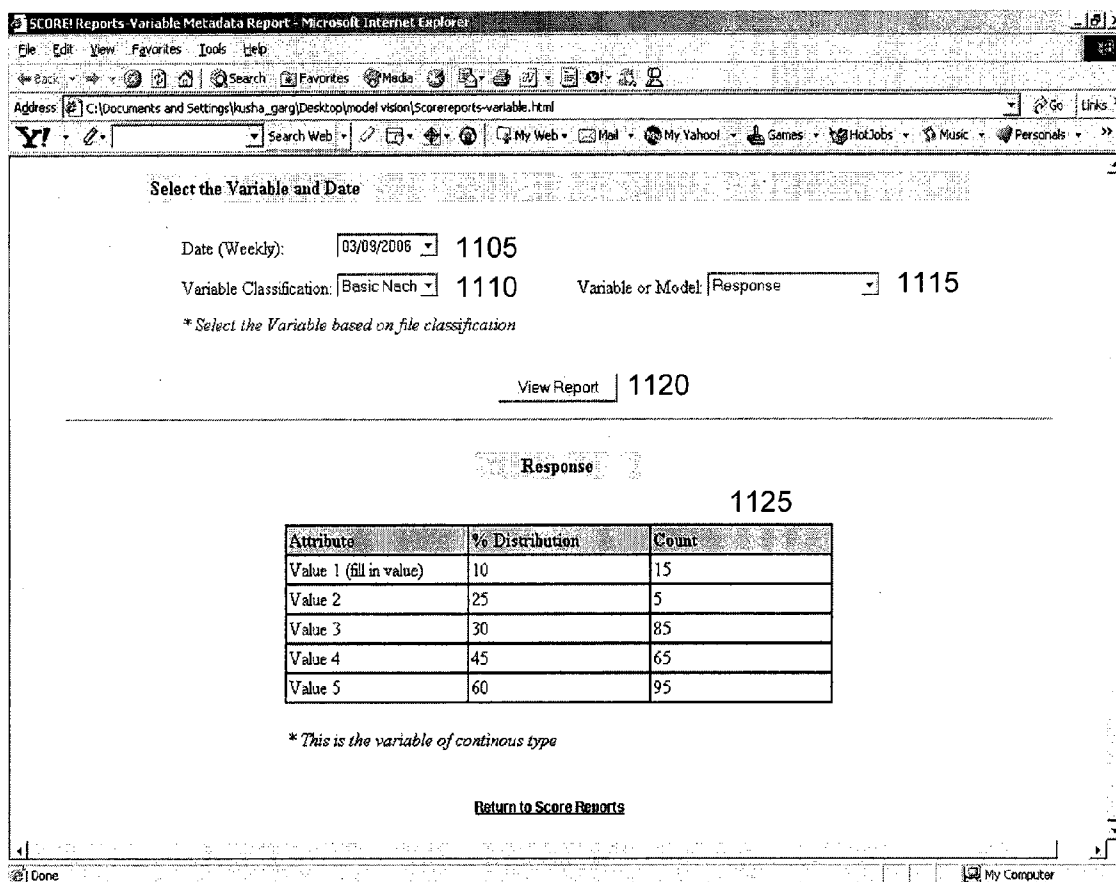 SCORE! Reports-Variable Metadata Report - Microsoft Internet Explorer
File Edit View Favorites Tools Help
Back Search Favorites Media
Address C:\Documents and Settings\kusha_garg\Desktop\model vision\Scorereports-variable.html Go Links
Y! Search Web My Web Mail My Yahoo! Games HotJobs Music Personals »
Select the Variable and Date
Date (Weekly): 03/09/2006 1105
Variable Classification: Basic Nach 1110 Variable or Model: Response 1115
* Select the Variable based on file classification
View Report 1120
Response
1125
Attribute % Distribution Count
Value 1 (fill in value) 10 15
Value 2 25 5
Value 3 30 85
Value 4 45 65
Value 5 60 95
* This is the variable of continous type
Return to Score Reports
Done My Computer